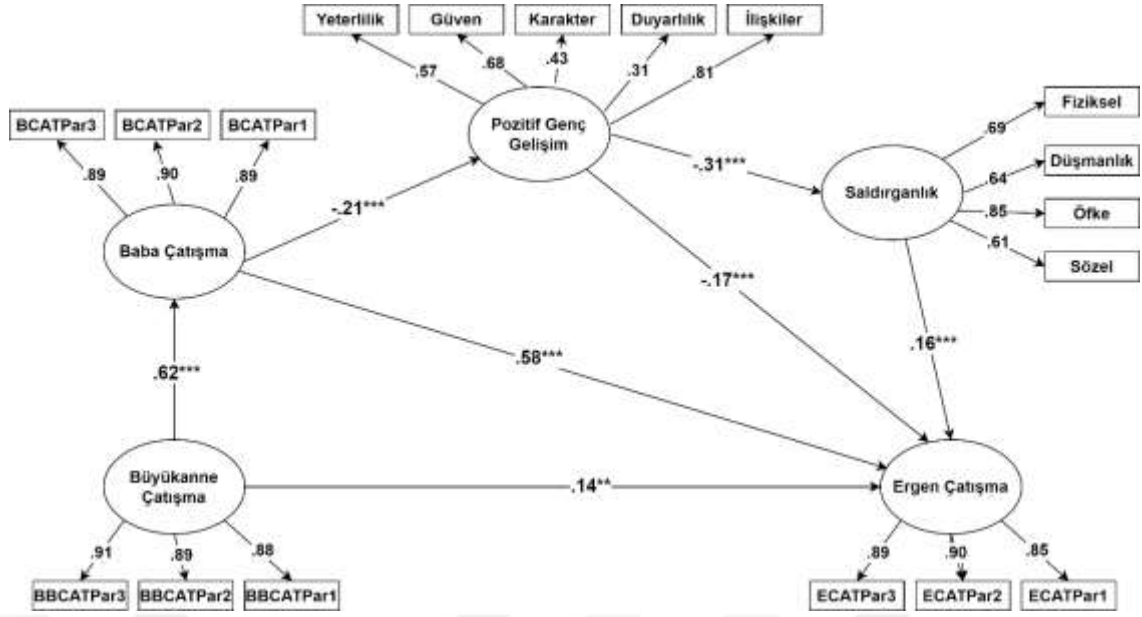 Yeterlilik
Güven
Karakter
Duyarlılık
İlişkiler
.57
.68
.43
.31
.81
Pozitif Genç
Gelişim
BCATPar3
BCATPar2
BCATPar1
.89
.90
.89
Baba Çatışma
-.21***
-.31***
Fiziksel
Düşmanlık
Öfke
Sözel
.69
.64
.85
.61
Saldırganlık
-.17***
.58***
.16***
.62***
Büyükanne
Çatışma
.14**
Ergen Çatışma
.91
.89
.88
BBCATPar3
BBCATPar2
BBCATPar1
.89
.90
.85
ECATPar3
ECATPar2
ECATPar1